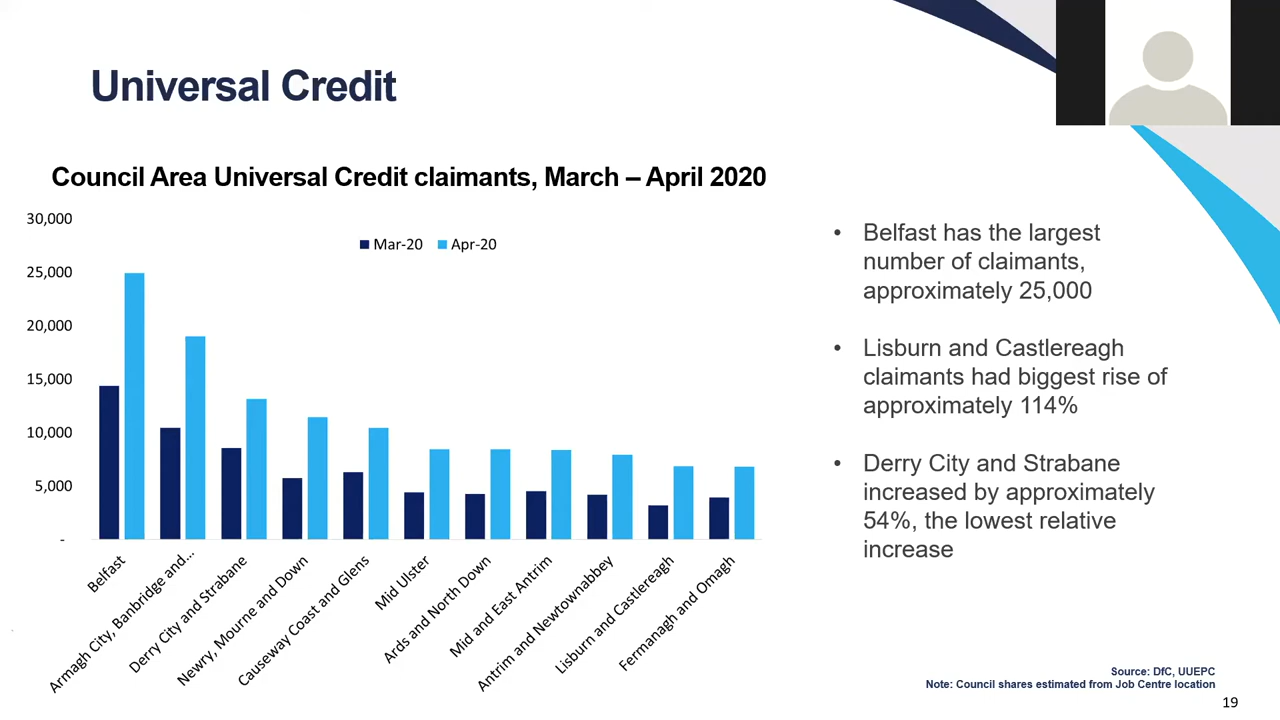 Universal Credit
Council Area Universal Credit claimants, March – April 2020
30,000
25,000
20,000
15,000
10,000
5,000
-
Mar-20 Apr-20
Belfast
Armagh City, Banbridge and...
Derry City and Strabane
Newry, Mourne and Down
Causeway Coast and Glens
Mid Ulster
Ards and North Down
Mid and East Antrim
Antrim and Newtownabbey
Lisburn and Castlereagh
Fermanagh and Omagh
• Belfast has the largest
number of claimants,
approximately 25,000
• Lisburn and Castlereagh
claimants had biggest rise of
approximately 114%
• Derry City and Strabane
increased by approximately
54%, the lowest relative
increase
Source: DfC, UUEPC
Note: Council shares estimated from Job Centre location
19